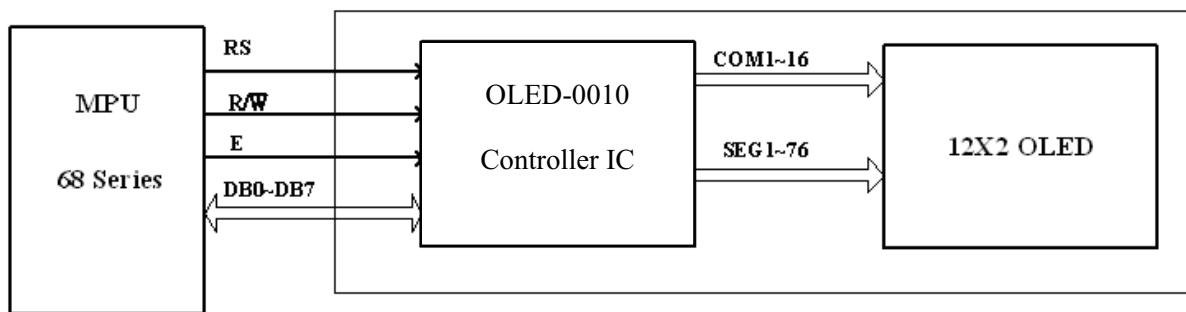 MPU
68 Series
RS
R/W̅
E
DB0~DB7
OLED-0010
Controller IC
COM1~16
SEG1~76
12X2 OLED